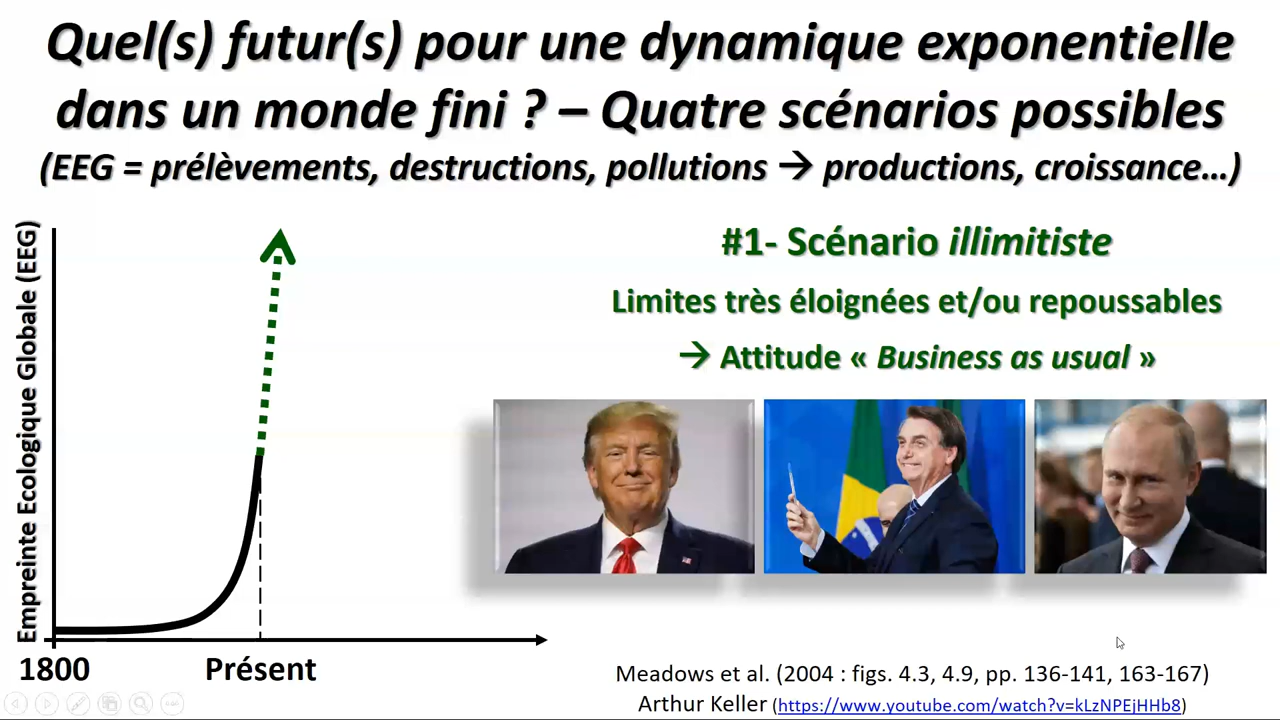 Quel(s) futur(s) pour une dynamique exponentielle
dans un monde fini ? – Quatre scénarios possibles
(EEG = prélèvements, destructions, pollutions → productions, croissance…)
Empreinte Ecologique Globale (EEG)
#1- Scénario illimitiste
Limites très éloignées et/ou repoussables
→ Attitude « Business as usual »
1800
Présent
Meadows et al. (2004 : figs. 4.3, 4.9, pp. 136-141, 163-167)
Arthur Keller (https://www.youtube.com/watch?v=kLzNPEjHHb8)